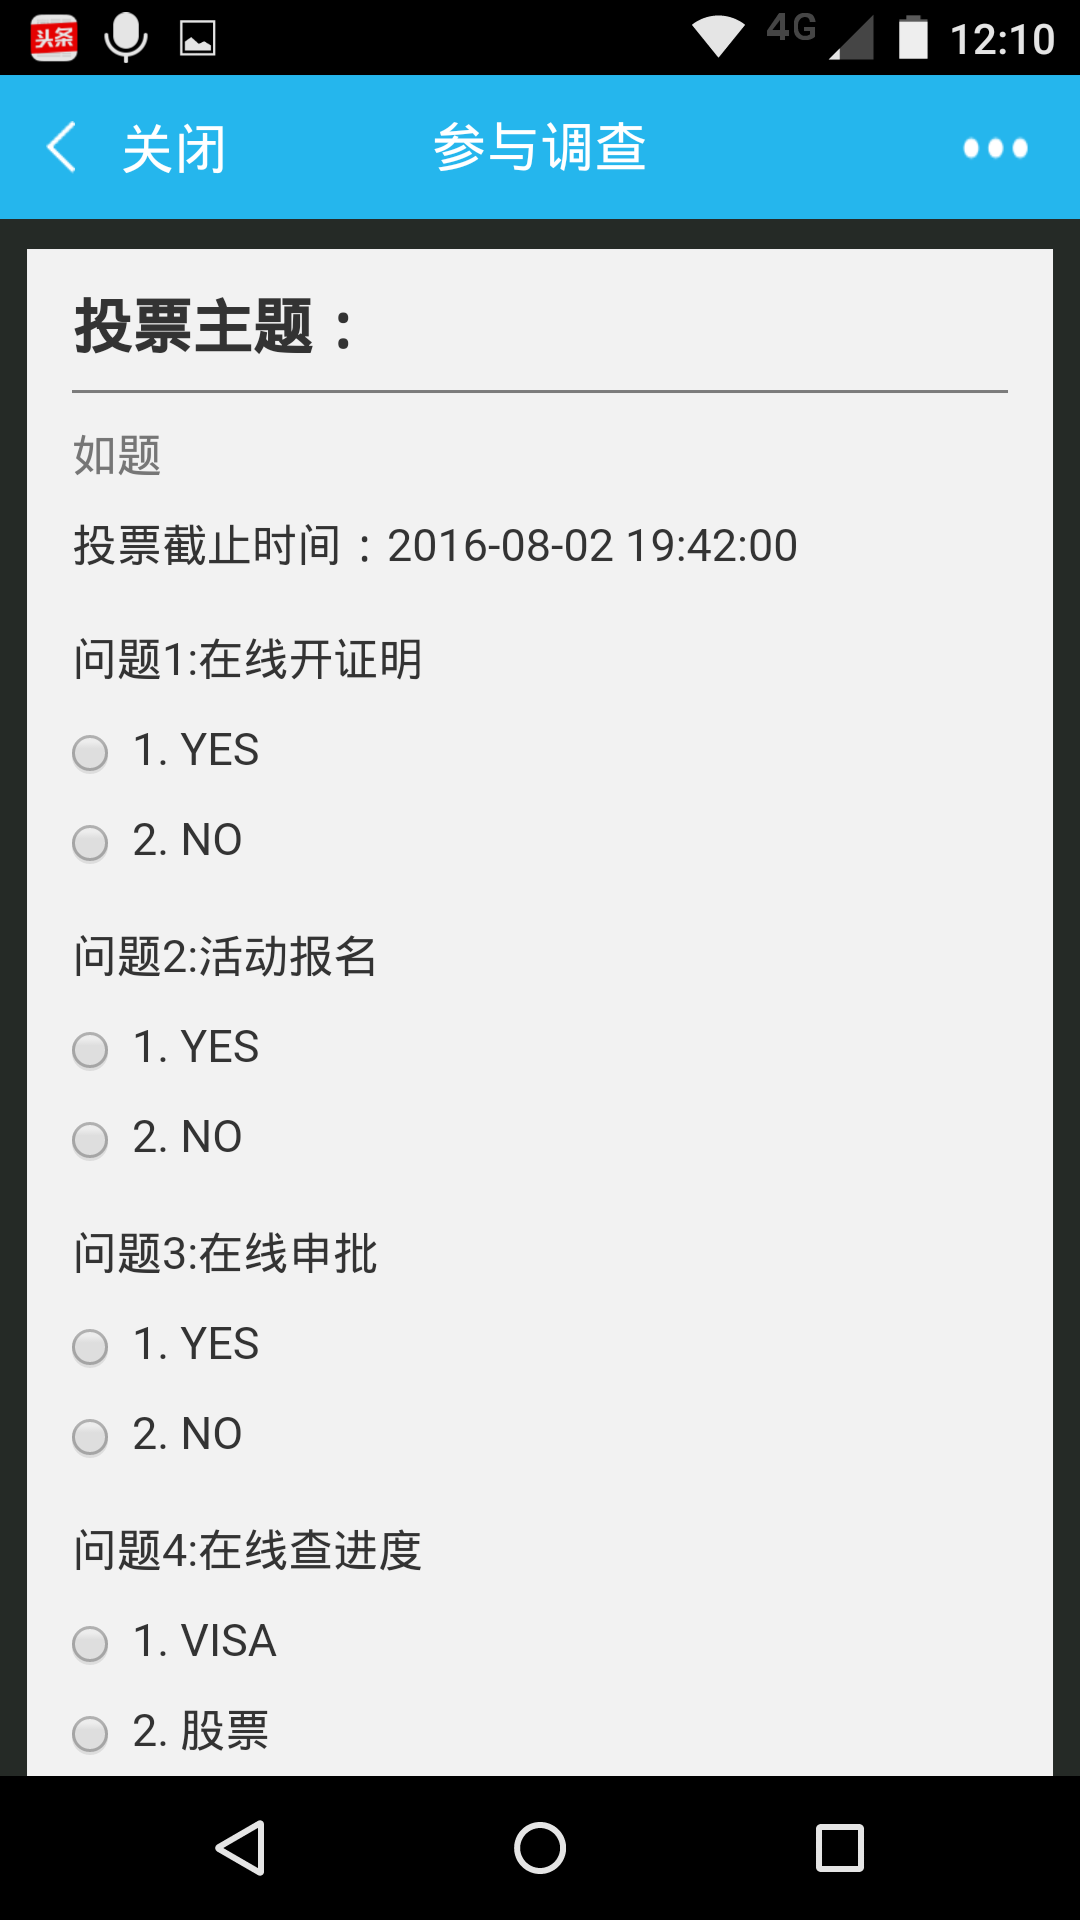 头条 4G 12:10
关闭 参与调查
投票主题：
如题
投票截止时间：2016-08-02 19:42:00
问题1:在线开证明
1. YES
2. NO
问题2:活动报名
1. YES
2. NO
问题3:在线申批
1. YES
2. NO
问题4:在线查进度
1. VISA
2. 股票